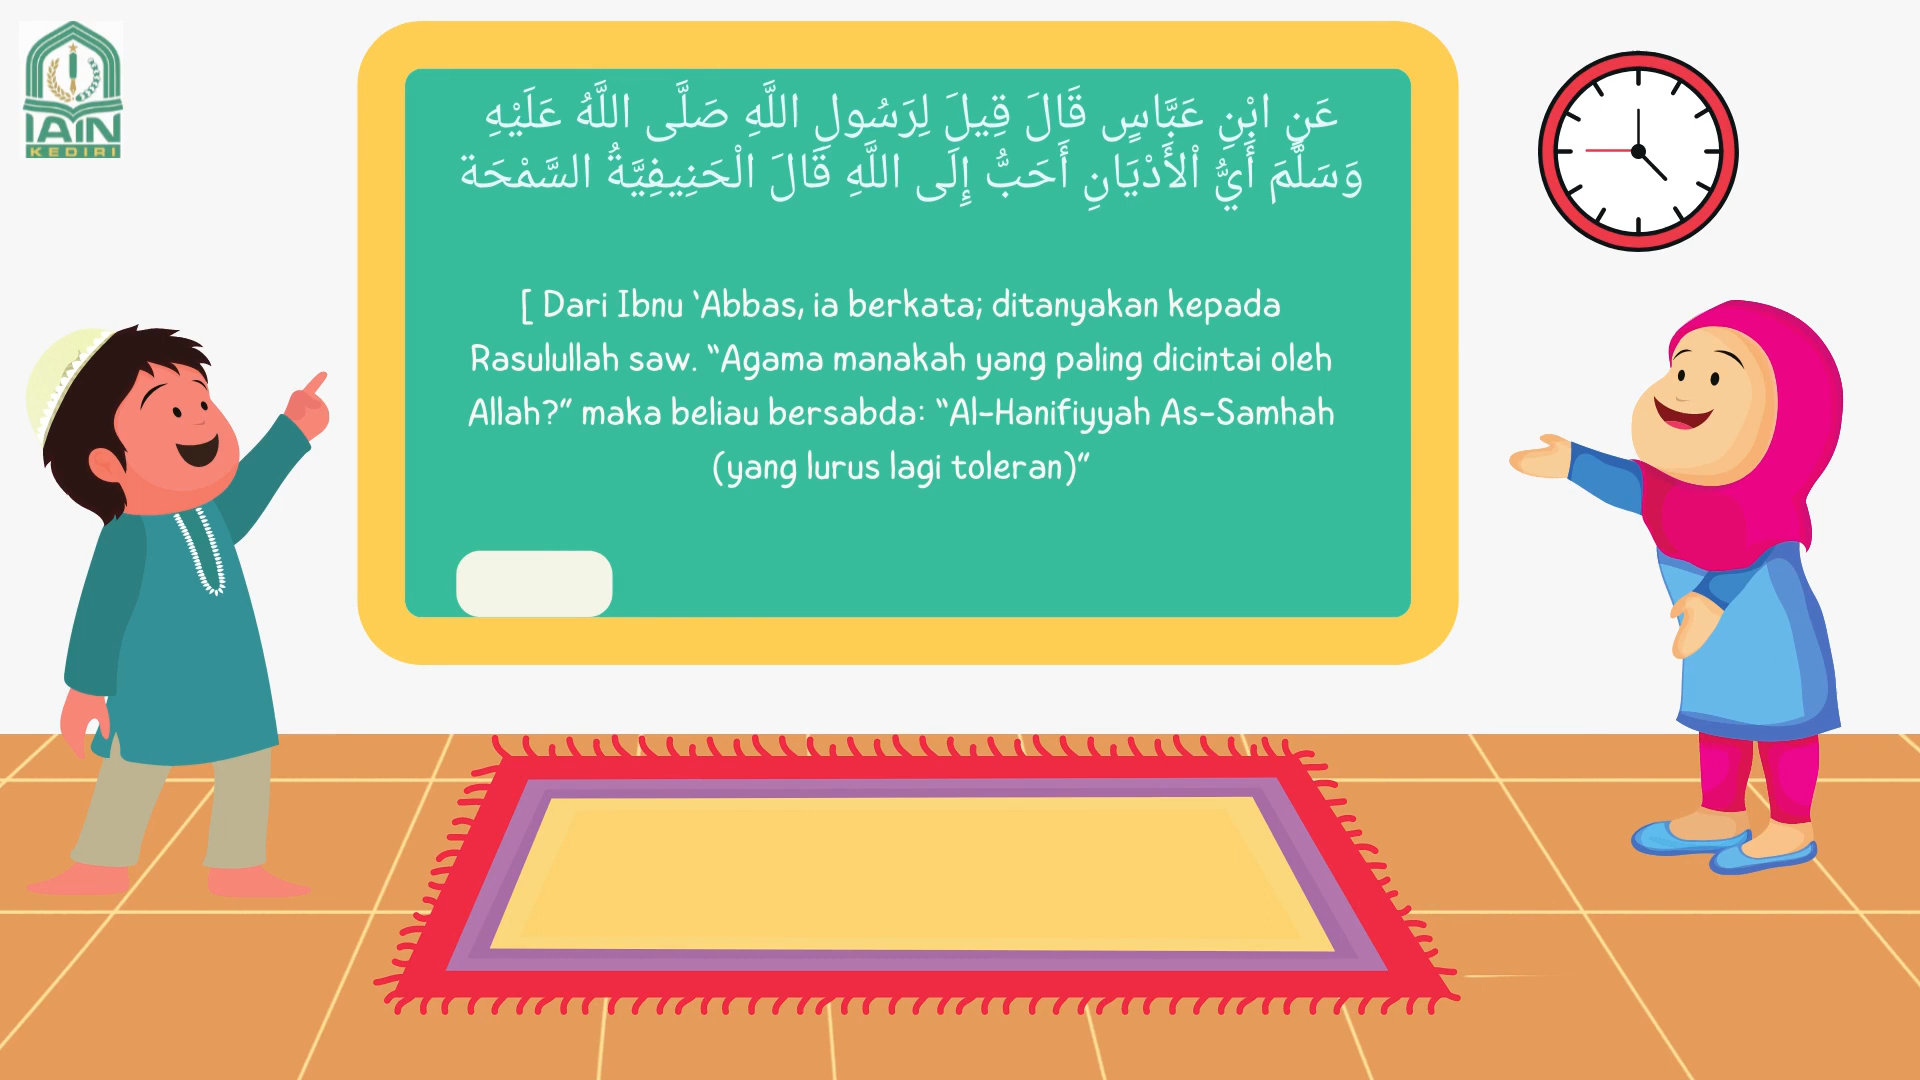 IAIN
KEDIRI
عَنِ ابْنِ عَبَّاسٍ قَالَ قِيلَ لِرَسُولِ اللَّهِ صَلَّى اللَّهُ عَلَيْهِ
وَسَلَّمَ أَيُّ الْأَدْيَانِ أَحَبُّ إِلَى اللَّهِ قَالَ الْحَنِيفِيَّةُ السَّمْحَة
[ Dari Ibnu ‘Abbas, ia berkata; ditanyakan kepada
Rasulullah saw. “Agama manakah yang paling dicintai oleh
Allah?” maka beliau bersabda: “Al-Hanifiyyah As-Samhah
(yang lurus lagi toleran)”